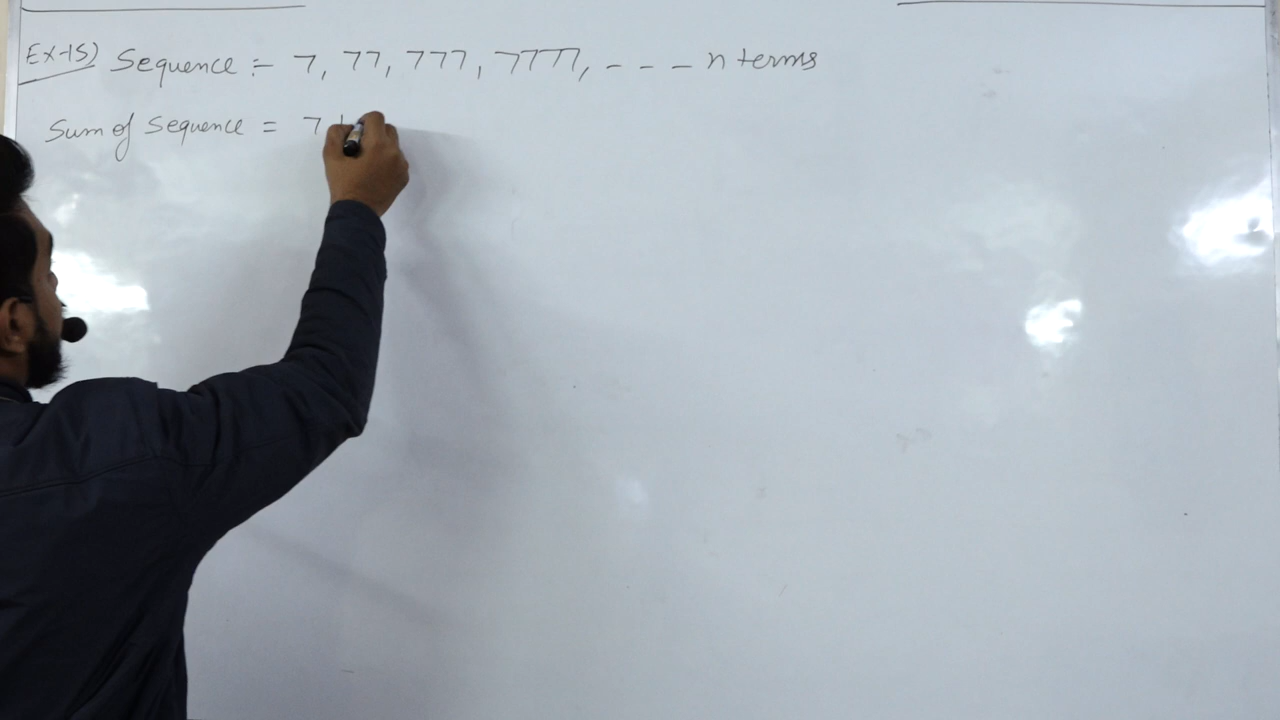 Ex-15) Sequence :- 7, 77, 777, 7777, - - - n terms
Sum of Sequence = 7